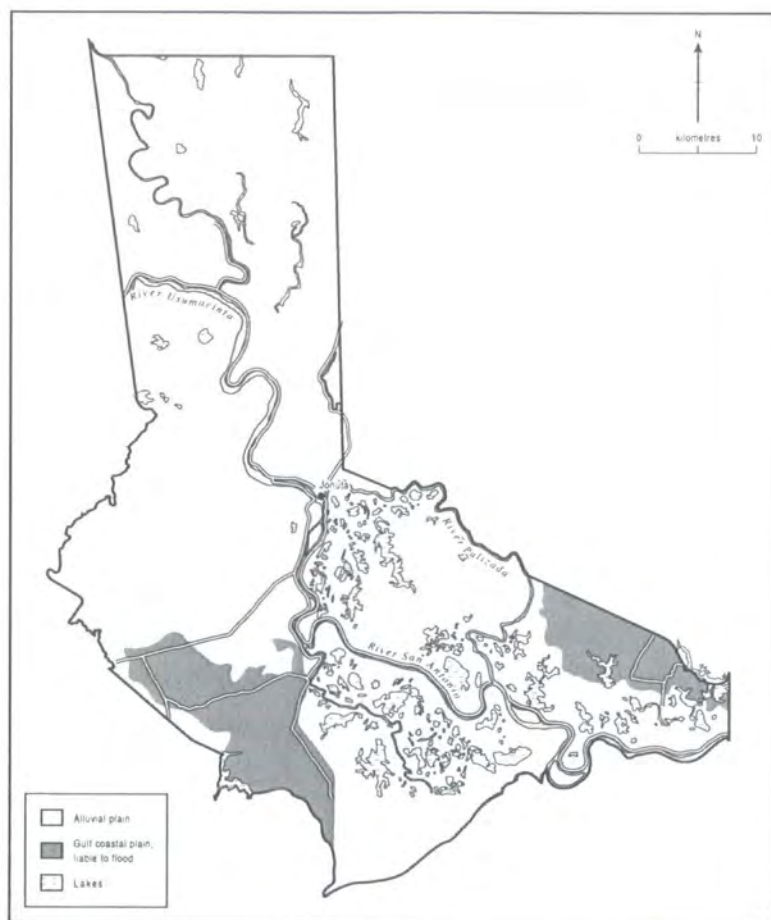 N
0 kilometres 10
River Usumacinta
Jonuta
River Palizada
River San Antonio
Alluvial plain
Gulf coastal plain,
liable to flood
Lakes